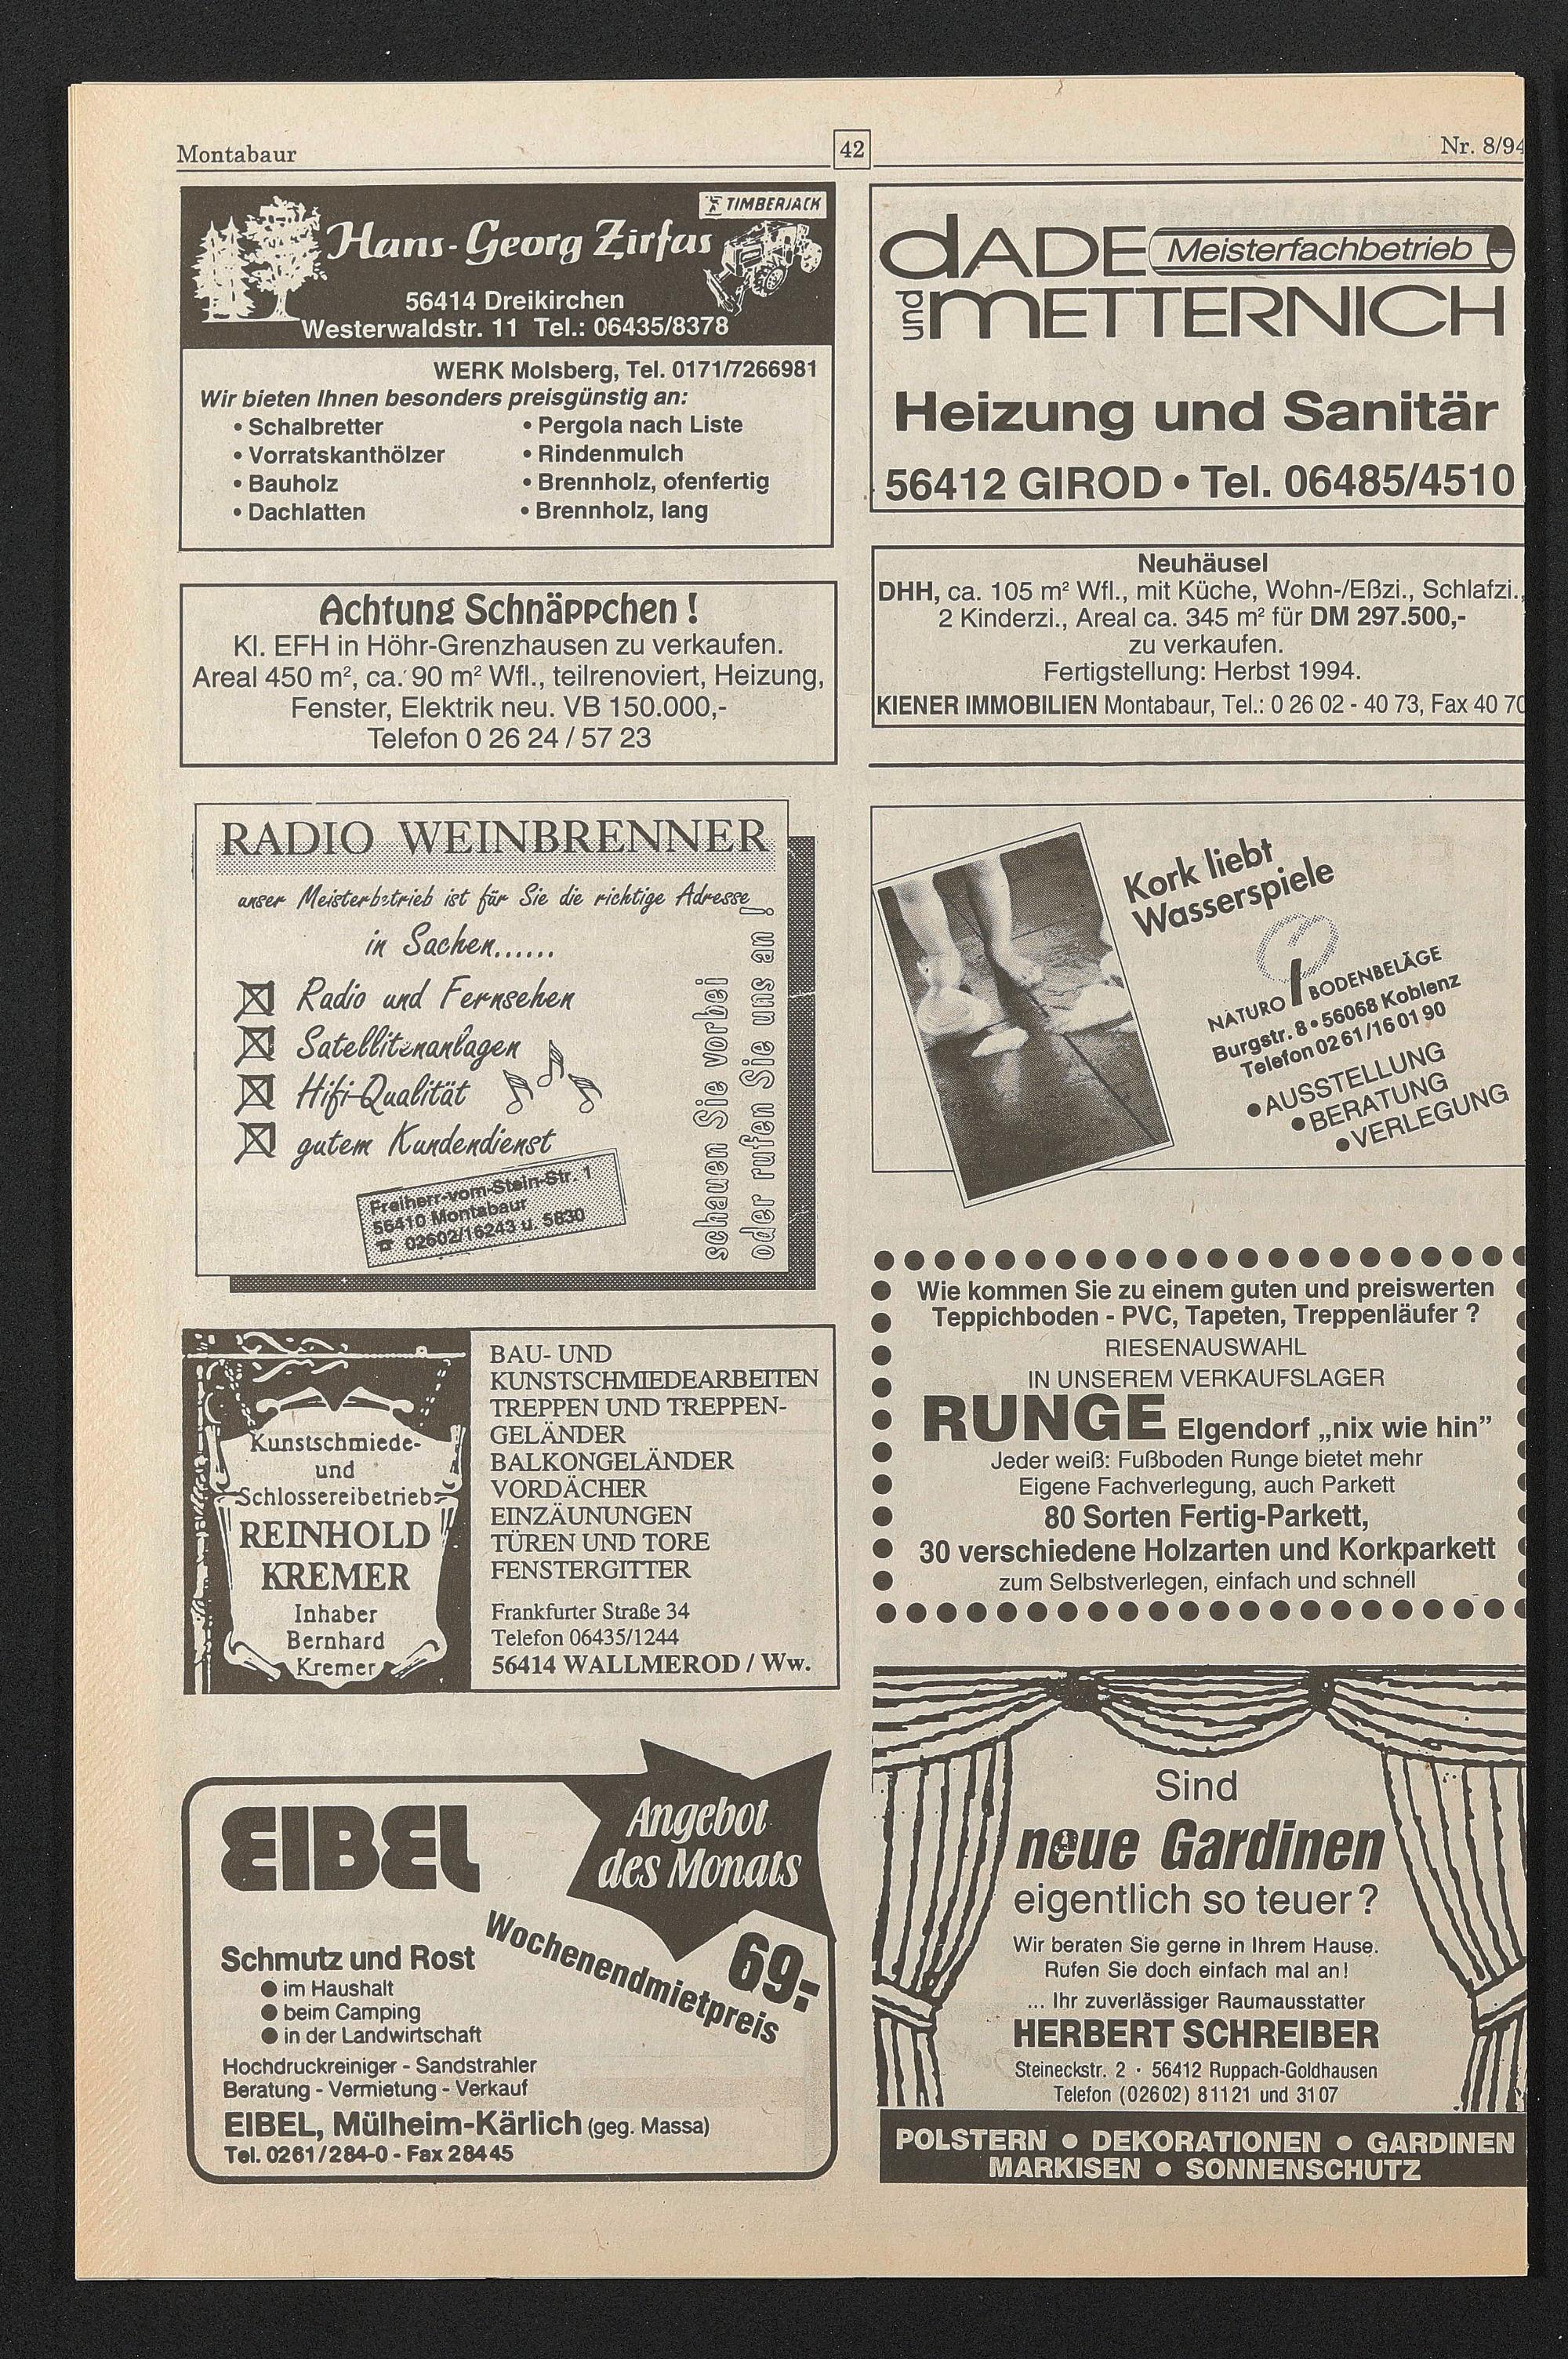 Montabaur
42
Nr. 8/94
TIMBERJACK
Hans-Georg Zirfas
56414 Dreikirchen
Westerwaldstr. 11 Tel.: 06435/8378
WERK Molsberg, Tel. 0171/7266981
Wir bieten Ihnen besonders preisgünstig an:
• Schalbretter
• Vorratskanthölzer
• Bauholz
• Dachlatten
• Pergola nach Liste
• Rindenmulch
• Brennholz, ofenfertig
• Brennholz, lang
Achtung Schnäppchen !
Kl. EFH in Höhr-Grenzhausen zu verkaufen.
Areal 450 m², ca. 90 m² Wfl., teilrenoviert, Heizung,
Fenster, Elektrik neu. VB 150.000,-
Telefon 0 26 24 / 57 23
RADIO WEINBRENNER
unser Meisterbetrieb ist für Sie die richtige Adresse
in Sachen......
Radio und Fernsehen
Satellitenanlagen
Hifi-Qualität
gutem Kundendienst
schauen Sie vorbei
oder rufen Sie uns an !
Freiherr-vom-Stein-Str. 1
56410 Montabaur
☎ 02602/16243 u. 5830
Kunstschmiede-
und
Schlossereibetrieb
REINHOLD
KREMER
Inhaber
Bernhard
Kremer
BAU- UND
KUNSTSCHMIEDEARBEITEN
TREPPEN UND TREPPEN-
GELÄNDER
BALKONGELÄNDER
VORDÄCHER
EINZÄUNUNGEN
TÜREN UND TORE
FENSTERGITTER
Frankfurter Straße 34
Telefon 06435/1244
56414 WALLMEROD / Ww.
EIBEL
Angebot
des Monats
Wochenendmietpreis
69,-
Schmutz und Rost
● im Haushalt
● beim Camping
● in der Landwirtschaft
Hochdruckreiniger - Sandstrahler
Beratung - Vermietung - Verkauf
EIBEL, Mülheim-Kärlich (geg. Massa)
Tel. 0261/284-0 - Fax 28445
dADE Meisterfachbetrieb
und METTERNICH
Heizung und Sanitär
56412 GIROD • Tel. 06485/4510
Neuhäusel
DHH, ca. 105 m² Wfl., mit Küche, Wohn-/Eßzi., Schlafzi.,
2 Kinderzi., Areal ca. 345 m² für DM 297.500,-
zu verkaufen.
Fertigstellung: Herbst 1994.
KIENER IMMOBILIEN Montabaur, Tel.: 0 26 02 - 40 73, Fax 40 70
Kork liebt
Wasserspiele
NATURO BODENBELÄGE
Burgstr. 8 • 56068 Koblenz
Telefon 02 61 / 16 01 90
● AUSSTELLUNG
● BERATUNG
● VERLEGUNG
Wie kommen Sie zu einem guten und preiswerten
Teppichboden - PVC, Tapeten, Treppenläufer ?
RIESENAUSWAHL
IN UNSEREM VERKAUFSLAGER
RUNGE Elgendorf „nix wie hin”
Jeder weiß: Fußboden Runge bietet mehr
Eigene Fachverlegung, auch Parkett
80 Sorten Fertig-Parkett,
30 verschiedene Holzarten und Korkparkett
zum Selbstverlegen, einfach und schnell
Sind
neue Gardinen
eigentlich so teuer?
Wir beraten Sie gerne in Ihrem Hause.
Rufen Sie doch einfach mal an!
... Ihr zuverlässiger Raumausstatter
HERBERT SCHREIBER
Steineckstr. 2 · 56412 Ruppach-Goldhausen
Telefon (02602) 81121 und 3107
POLSTERN ● DEKORATIONEN ● GARDINEN
MARKISEN ● SONNENSCHUTZ